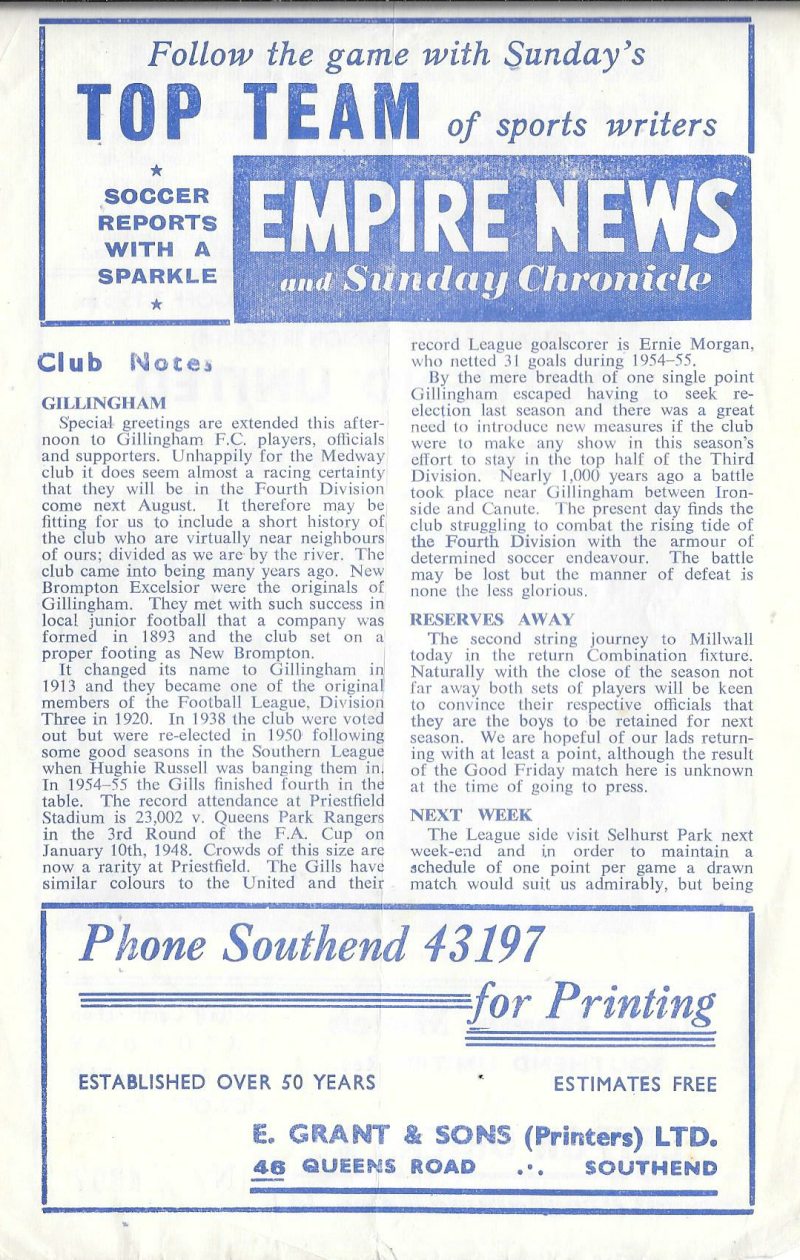 Follow the game with Sunday's
TOP TEAM of sports writers
★
SOCCER
REPORTS
WITH A
SPARKLE
★
EMPIRE NEWS
and Sunday Chronicle
Club Notes
GILLINGHAM
Special greetings are extended this after-
noon to Gillingham F.C. players, officials
and supporters. Unhappily for the Medway
club it does seem almost a racing certainty
that they will be in the Fourth Division
come next August. It therefore may be
fitting for us to include a short history of
the club who are virtually near neighbours
of ours; divided as we are by the river. The
club came into being many years ago. New
Brompton Excelsior were the originals of
Gillingham. They met with such success in
local junior football that a company was
formed in 1893 and the club set on a
proper footing as New Brompton.
It changed its name to Gillingham in
1913 and they became one of the original
members of the Football League, Division
Three in 1920. In 1938 the club were voted
out but were re-elected in 1950 following
some good seasons in the Southern League
when Hughie Russell was banging them in.
In 1954-55 the Gills finished fourth in the
table. The record attendance at Priestfield
Stadium is 23,002 v. Queens Park Rangers
in the 3rd Round of the F.A. Cup on
January 10th, 1948. Crowds of this size are
now a rarity at Priestfield. The Gills have
similar colours to the United and their
record League goalscorer is Ernie Morgan,
who netted 31 goals during 1954-55.
By the mere breadth of one single point
Gillingham escaped having to seek re-
election last season and there was a great
need to introduce new measures if the club
were to make any show in this season's
effort to stay in the top half of the Third
Division. Nearly 1,000 years ago a battle
took place near Gillingham between Iron-
side and Canute. The present day finds the
club struggling to combat the rising tide of
the Fourth Division with the armour of
determined soccer endeavour. The battle
may be lost but the manner of defeat is
none the less glorious.
RESERVES AWAY
The second string journey to Millwall
today in the return Combination fixture.
Naturally with the close of the season not
far away both sets of players will be keen
to convince their respective officials that
they are the boys to be retained for next
season. We are hopeful of our lads return-
ing with at least a point, although the result
of the Good Friday match here is unknown
at the time of going to press.
NEXT WEEK
The League side visit Selhurst Park next
week-end and in order to maintain a
schedule of one point per game a drawn
match would suit us admirably, but being
Phone Southend 43197
for Printing
ESTABLISHED OVER 50 YEARS
ESTIMATES FREE
E. GRANT & SONS (Printers) LTD.
46 QUEENS ROAD ∴ SOUTHEND